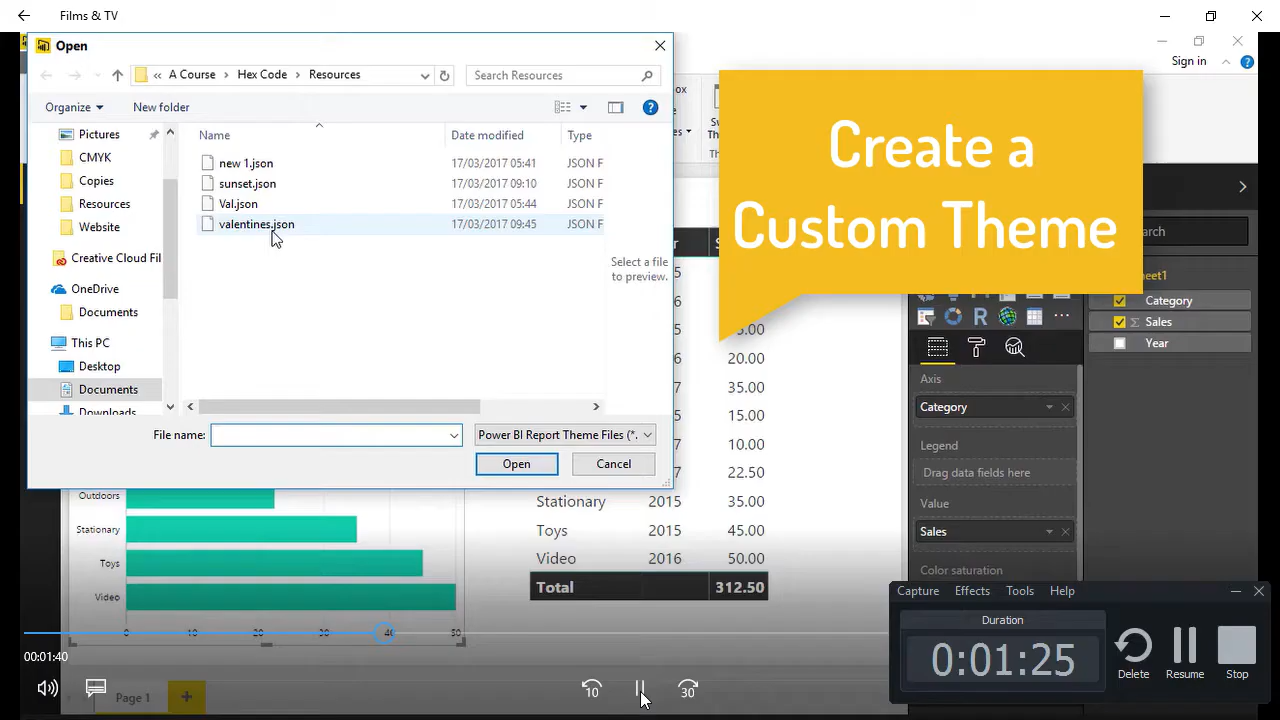 Films & TV
Open
Sign in
A Course > Hex Code > Resources
Search Resources
Organize
New folder
Create a
Custom Theme
Name
Date modified
Type
Pictures
CMYK
Copies
Resources
Website
Creative Cloud Fil
OneDrive
Documents
This PC
Desktop
Documents
Downloads
new 1.json 17/03/2017 05:41 JSON F
sunset.json 17/03/2017 09:10 JSON F
Val.json 17/03/2017 05:44 JSON F
valentines.json 17/03/2017 09:45 JSON F
Select a file
to preview.
File name:
Power BI Report Theme Files (*.
Open
Cancel
5.00
20.00
35.00
15.00
10.00
22.50
Stationary 2015 35.00
Toys 2015 45.00
Video 2016 50.00
Total 312.50
Outdoors
Stationary
Toys
Video
0 10 20 30 40 50
Category
Sales
Year
Axis
Category
Legend
Drag data fields here
Value
Sales
Color saturation
Capture Effects Tools Help
Duration
0:01:25
Delete
Resume
Stop
00:01:40
10
30
Page 1